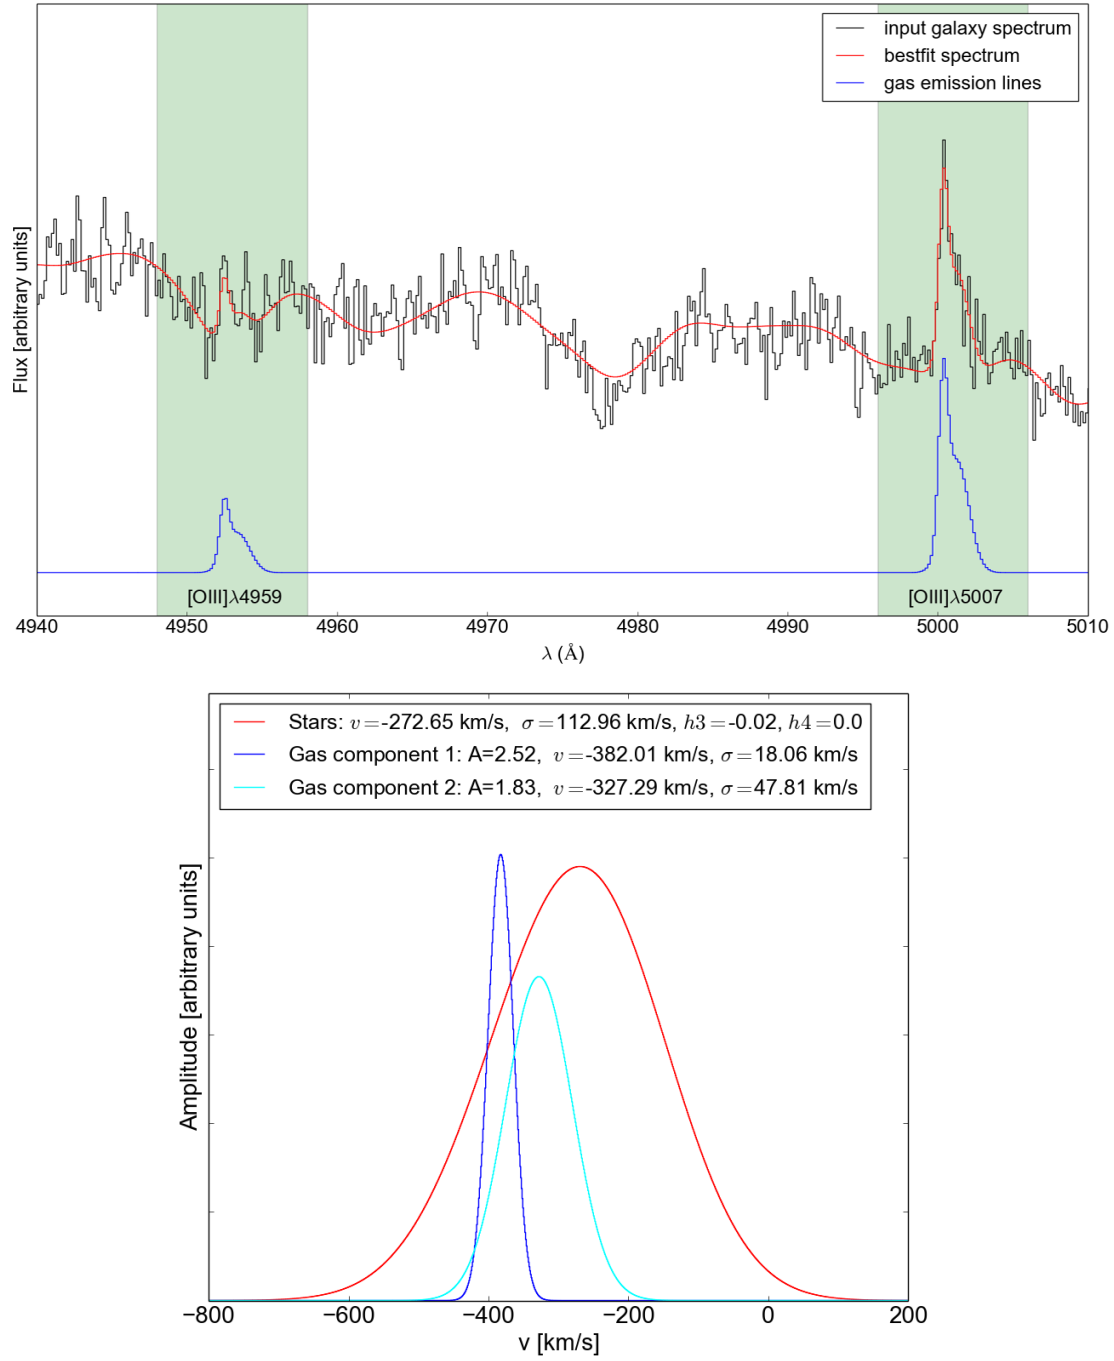 input galaxy spectrum
bestfit spectrum
gas emission lines
Flux [arbitrary units]
[OIII]λ4959
[OIII]λ5007
4940 4950 4960 4970 4980 4990 5000 5010
λ (Å)
Stars: v=-272.65 km/s, σ=112.96 km/s, h3=-0.02, h4=0.0
Gas component 1: A=2.52, v=-382.01 km/s, σ=18.06 km/s
Gas component 2: A=1.83, v=-327.29 km/s, σ=47.81 km/s
Amplitude [arbitrary units]
-800 -600 -400 -200 0 200
v [km/s]